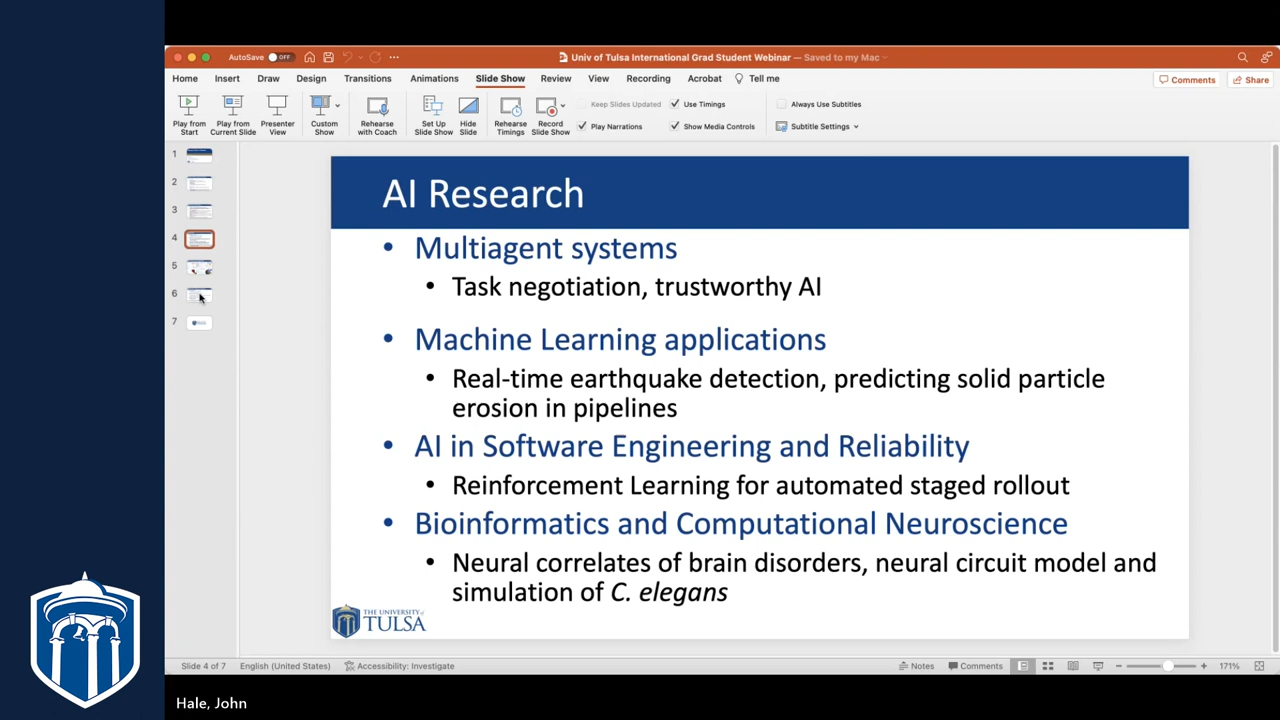 AutoSave OFF
Univ of Tulsa International Grad Student Webinar — Saved to my Mac
Home Insert Draw Design Transitions Animations Slide Show Review View Recording Acrobat Tell me
Comments Share
Play from Start
Play from Current Slide
Presenter View
Custom Show
Rehearse with Coach
Set Up Slide Show
Hide Slide
Rehearse Timings
Record Slide Show
Keep Slides Updated
Use Timings
Always Use Subtitles
Play Narrations
Show Media Controls
Subtitle Settings
1
2
3
4
5
6
7
AI Research
• Multiagent systems
• Task negotiation, trustworthy AI
• Machine Learning applications
• Real-time earthquake detection, predicting solid particle
erosion in pipelines
• AI in Software Engineering and Reliability
• Reinforcement Learning for automated staged rollout
• Bioinformatics and Computational Neuroscience
• Neural correlates of brain disorders, neural circuit model and
simulation of C. elegans
THE UNIVERSITY of
TULSA
Slide 4 of 7 English (United States) Accessibility: Investigate Notes Comments 171%
Hale, John